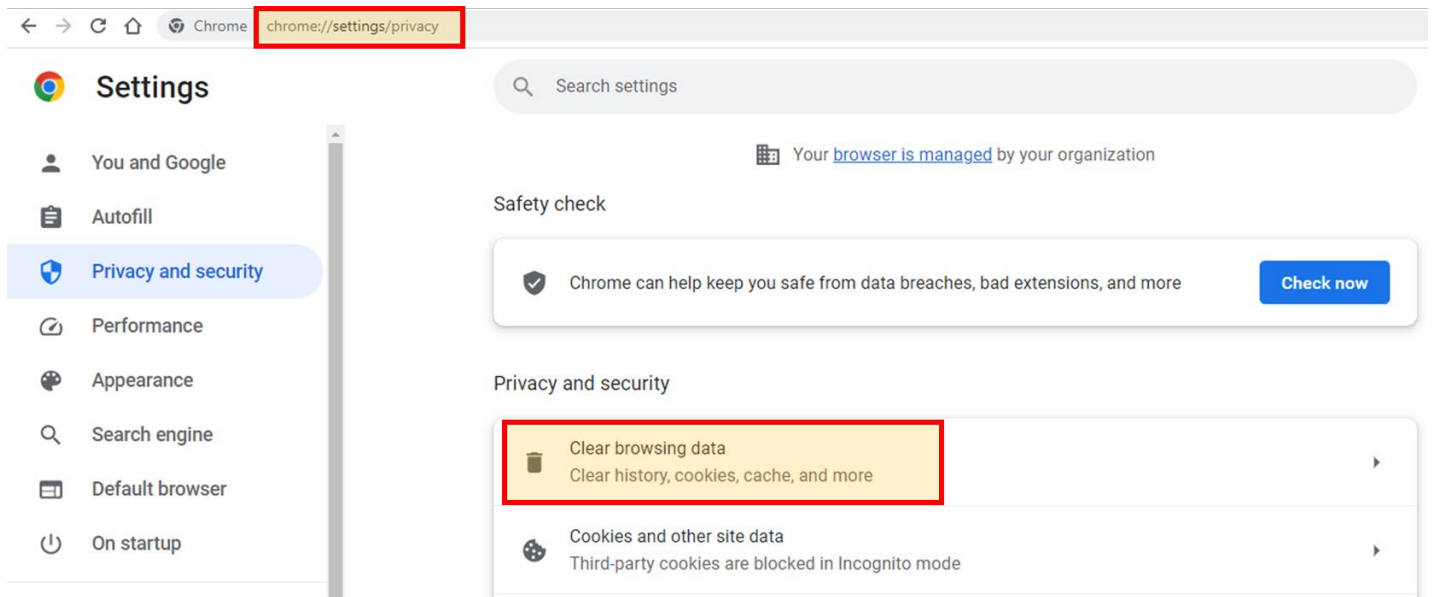 Chrome chrome://settings/privacy
Settings
Search settings
You and Google
Autofill
Privacy and security
Performance
Appearance
Search engine
Default browser
On startup
Your browser is managed by your organization
Safety check
Chrome can help keep you safe from data breaches, bad extensions, and more
Check now
Privacy and security
Clear browsing data
Clear history, cookies, cache, and more
Cookies and other site data
Third-party cookies are blocked in Incognito mode